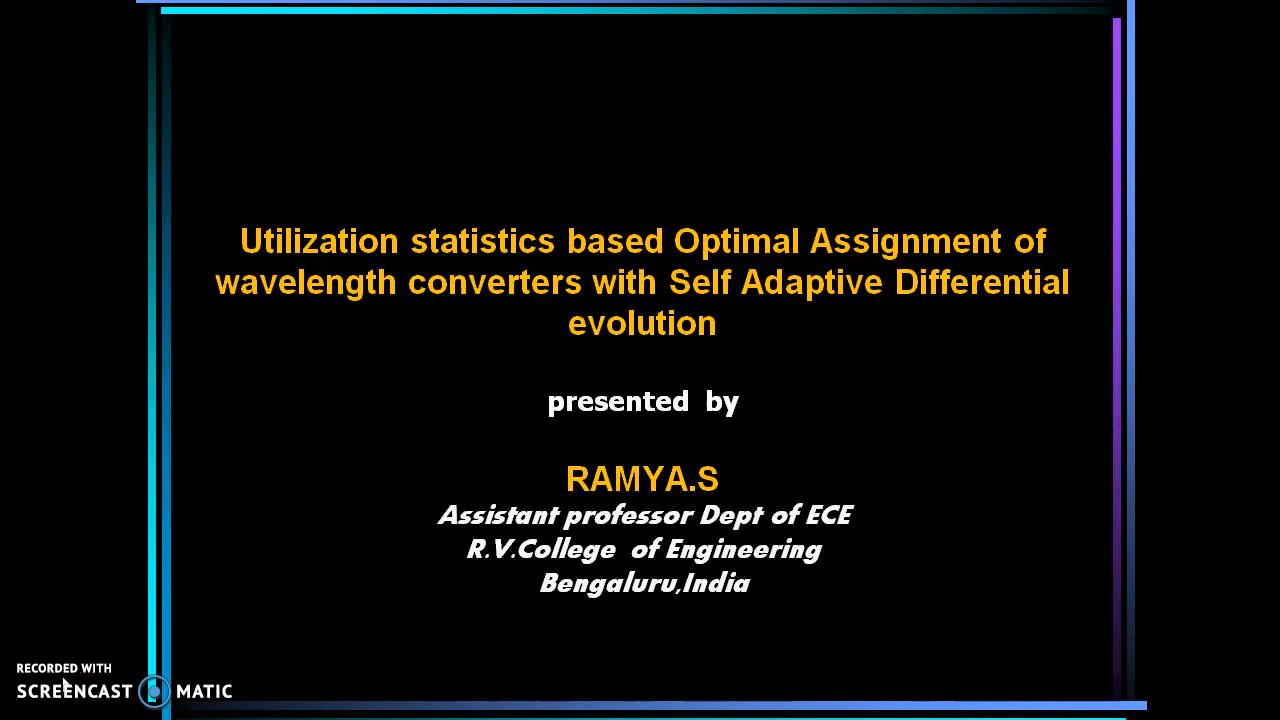 Utilization statistics based Optimal Assignment of
wavelength converters with Self Adaptive Differential
evolution
presented by
RAMYA.S
Assistant professor Dept of ECE
R.V.College of Engineering
Bengaluru,India
RECORDED WITH
SCREENCAST MATIC